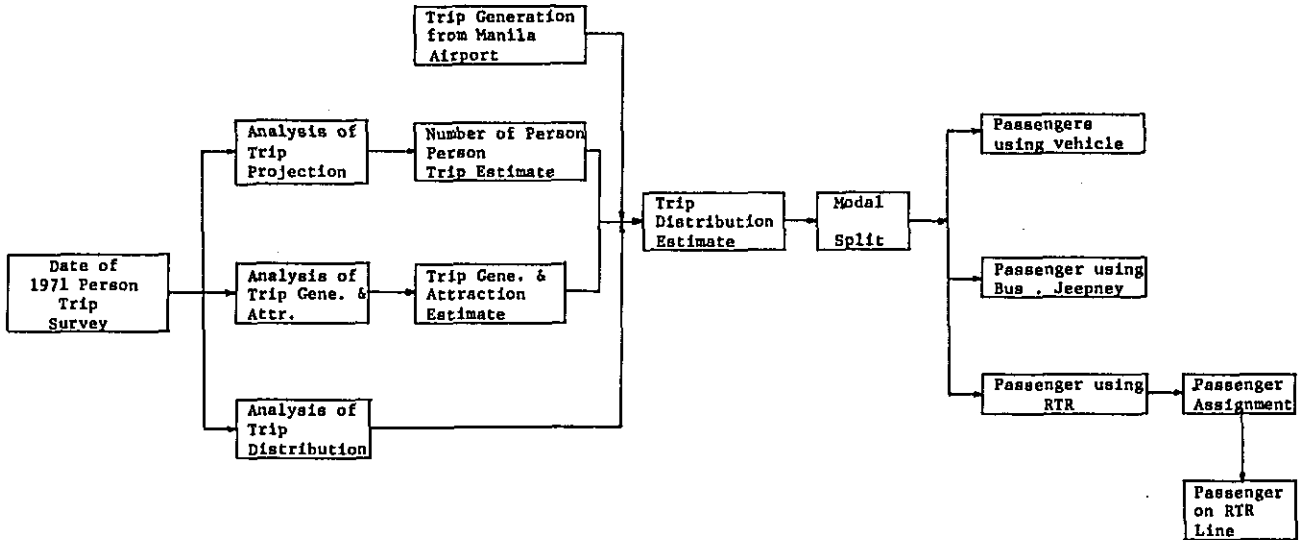 Trip Generation
from Manila
Airport
Analysis of
Trip
Projection
Number of Person
Person
Trip Estimate
Passengers
using vehicle
Trip
Distribution
Estimate
Modal
Split
Date of
1971 Person
Trip
Survey
Analysis of
Trip Gene. &
Attr.
Trip Gene. &
Attraction
Estimate
Passenger using
Bus . Jeepney
Analysis of
Trip
Distribution
Passenger using
RTR
Passenger
Assignment
Passenger
on RTR
Line